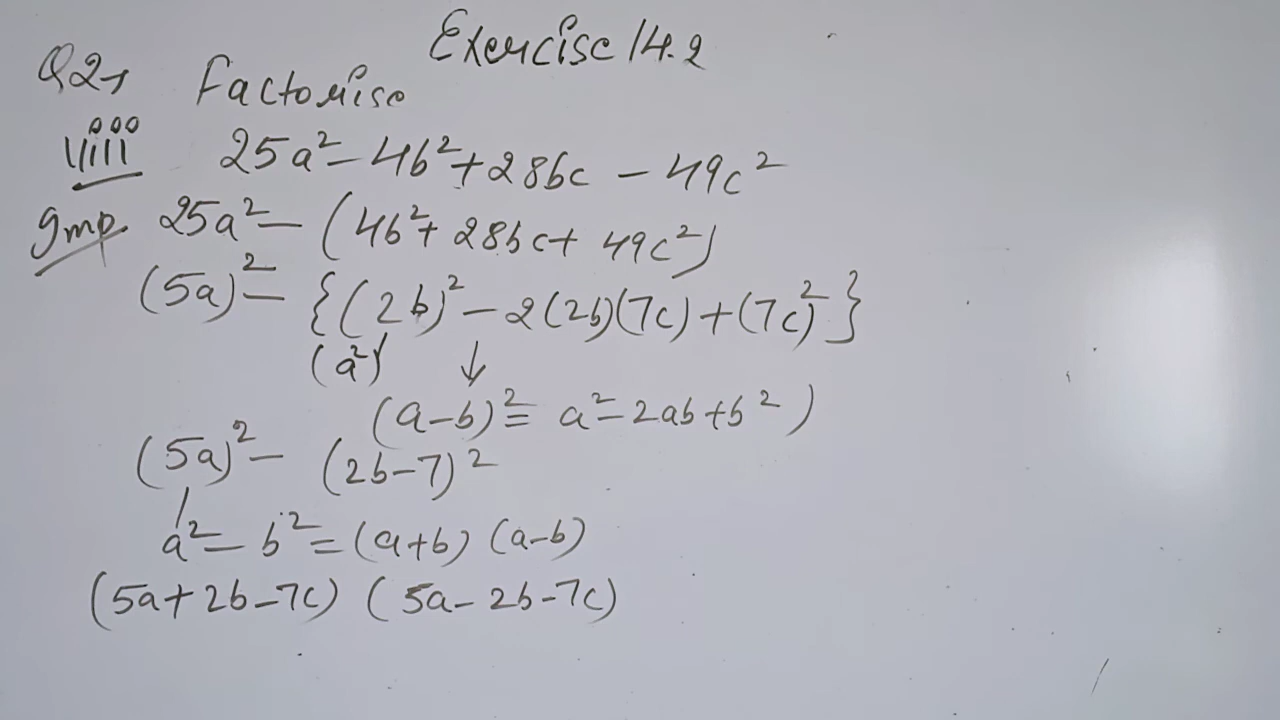 Exercise 14.2
Q2→ Factorise
viii 25a² - 4b² + 28bc - 49c²
Imp. 25a² - (4b² + 28bc + 49c²)
(5a)² - {(2b)² - 2(2b)(7c) + (7c)²}
(a²)
↓
(a-b)² = a² - 2ab + b²)
(5a)² - (2b-7)²
a² - b² = (a+b) (a-b)
(5a + 2b - 7c) (5a - 2b - 7c)